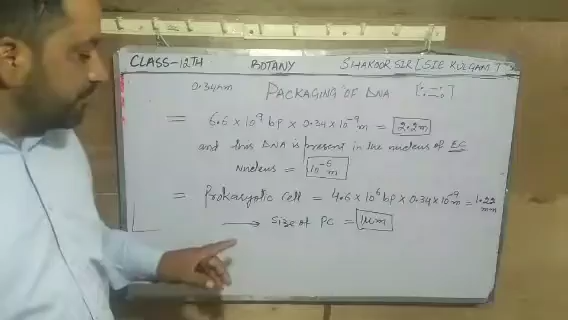 CLASS-12TH BOTANY SHAKOOR SIR [SIE KULGAM]
0.34nm PACKAGING OF DNA
= 6.6 × 10⁹ bp × 0.34 × 10⁻⁹ m = 2.2m
and this DNA is present in the nucleus of EC
Nucleus = 10⁻⁶ m
= Prokaryotic cell = 4.6 × 10⁶ bp × 0.34 × 10⁻⁹ m = 1.22 mm
→ Size of PC = 1µm